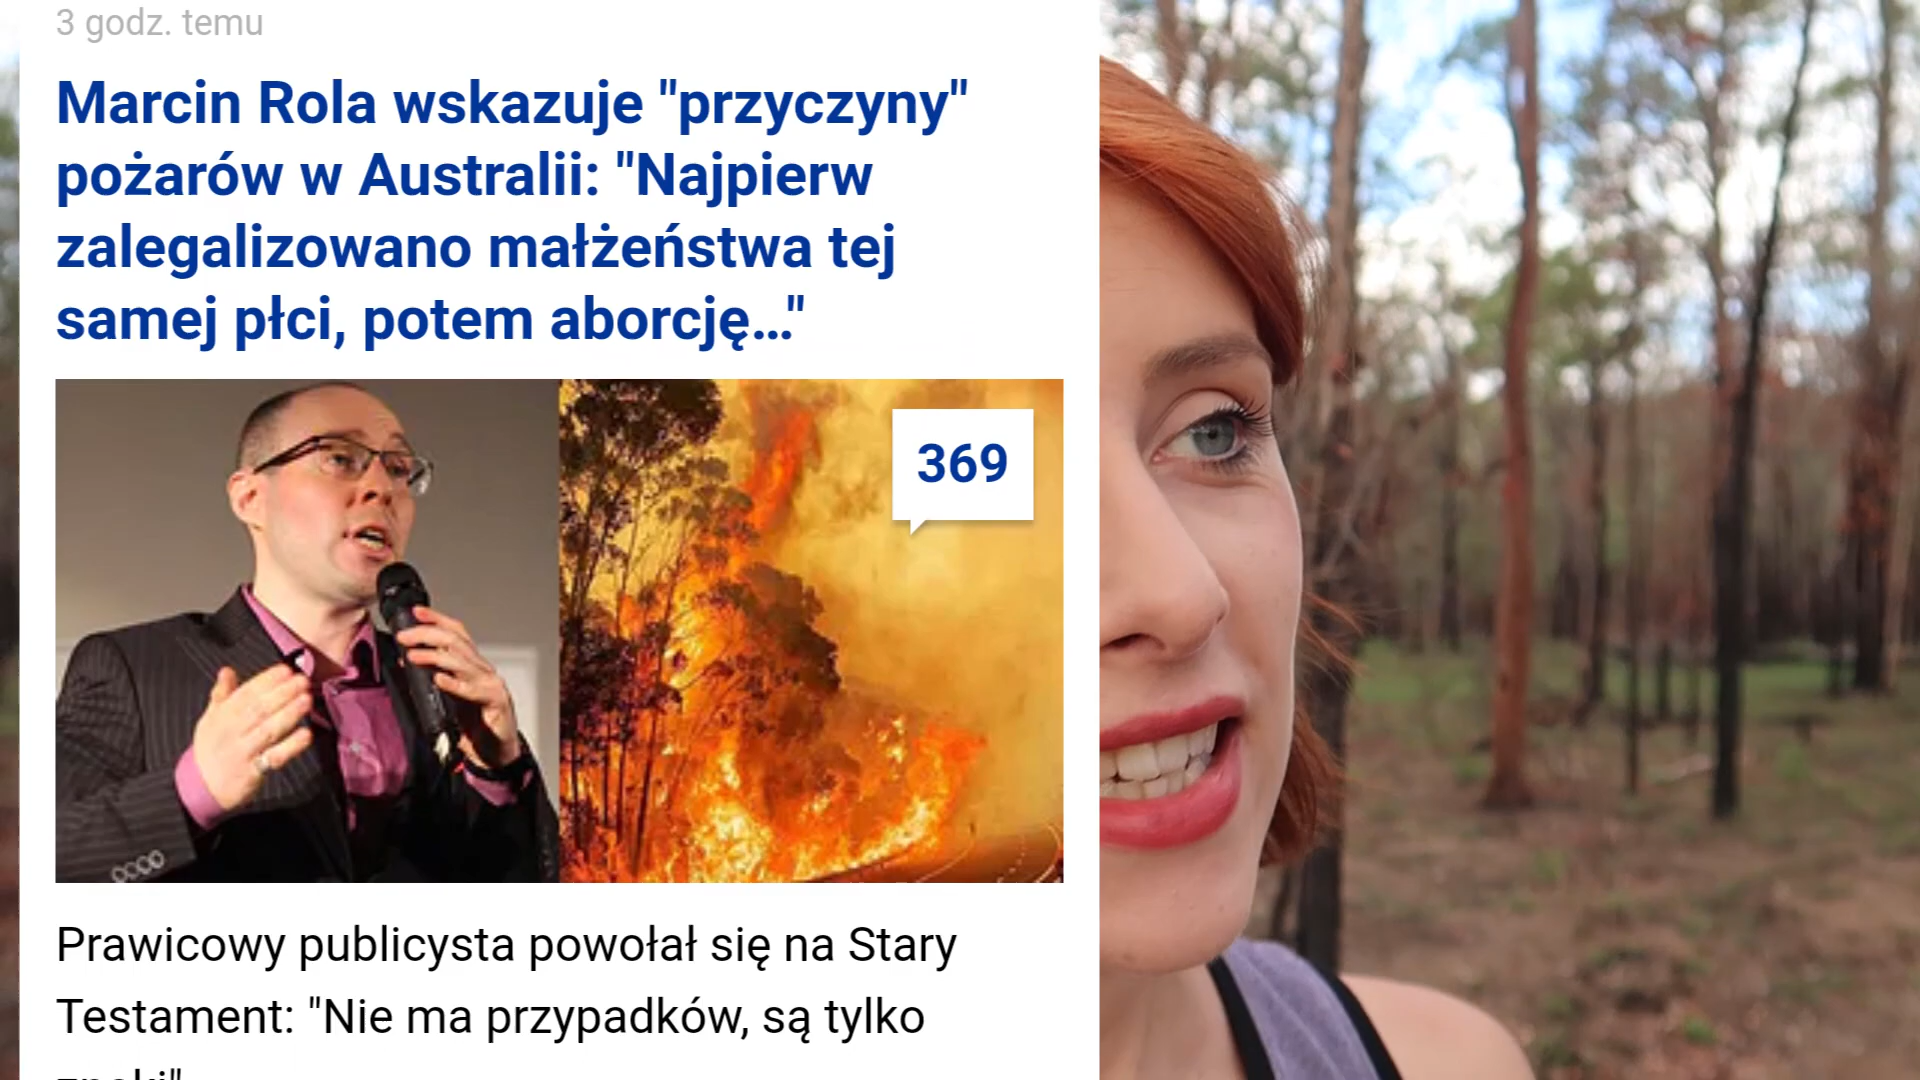 3 godz. temu
Marcin Rola wskazuje "przyczyny"
pożarów w Australii: "Najpierw
zalegalizowano małżeństwa tej
samej płci, potem aborcję..."
369
Prawicowy publicysta powołał się na Stary
Testament: "Nie ma przypadków, są tylko
znaki"